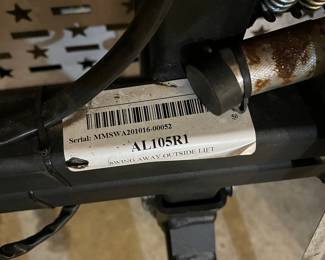 Serial: MMSWA201016-00052
AL105R1
SWING AWAY OUTSIDE LIFT